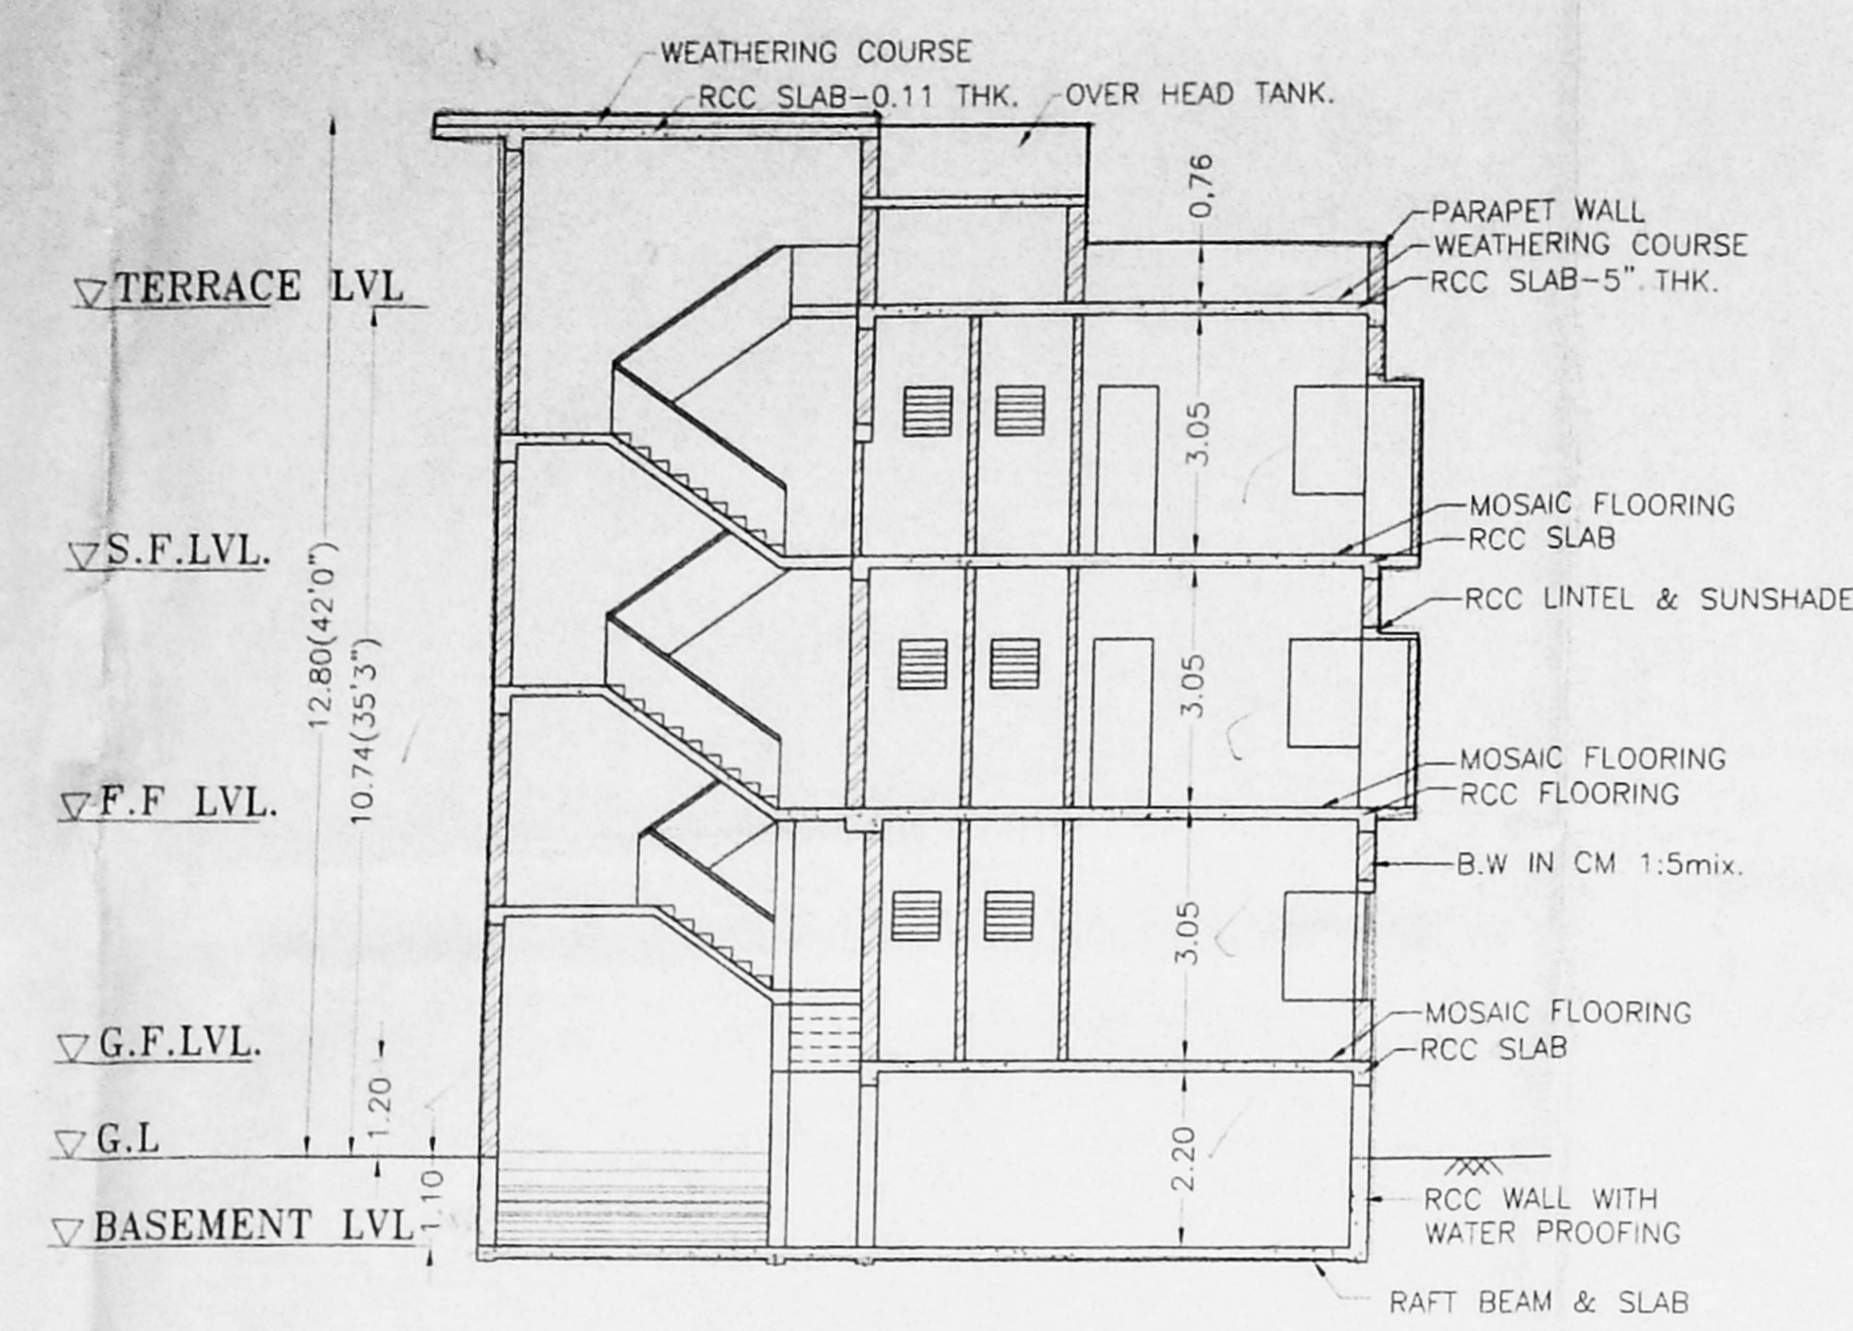 WEATHERING COURSE
RCC SLAB-0.11 THK.
OVER HEAD TANK.
0,76
PARAPET WALL
WEATHERING COURSE
RCC SLAB-5" THK.
TERRACE LVL
3.05
MOSAIC FLOORING
RCC SLAB
S.F.LVL.
12.80(42'0")
10.74(35'3")
RCC LINTEL & SUNSHADE
3.05
MOSAIC FLOORING
RCC FLOORING
F.F LVL.
B.W IN CM 1:5mix.
3.05
MOSAIC FLOORING
RCC SLAB
G.F.LVL.
1.20
G.L
2.20
1.10
RCC WALL WITH
WATER PROOFING
BASEMENT LVL
RAFT BEAM & SLAB